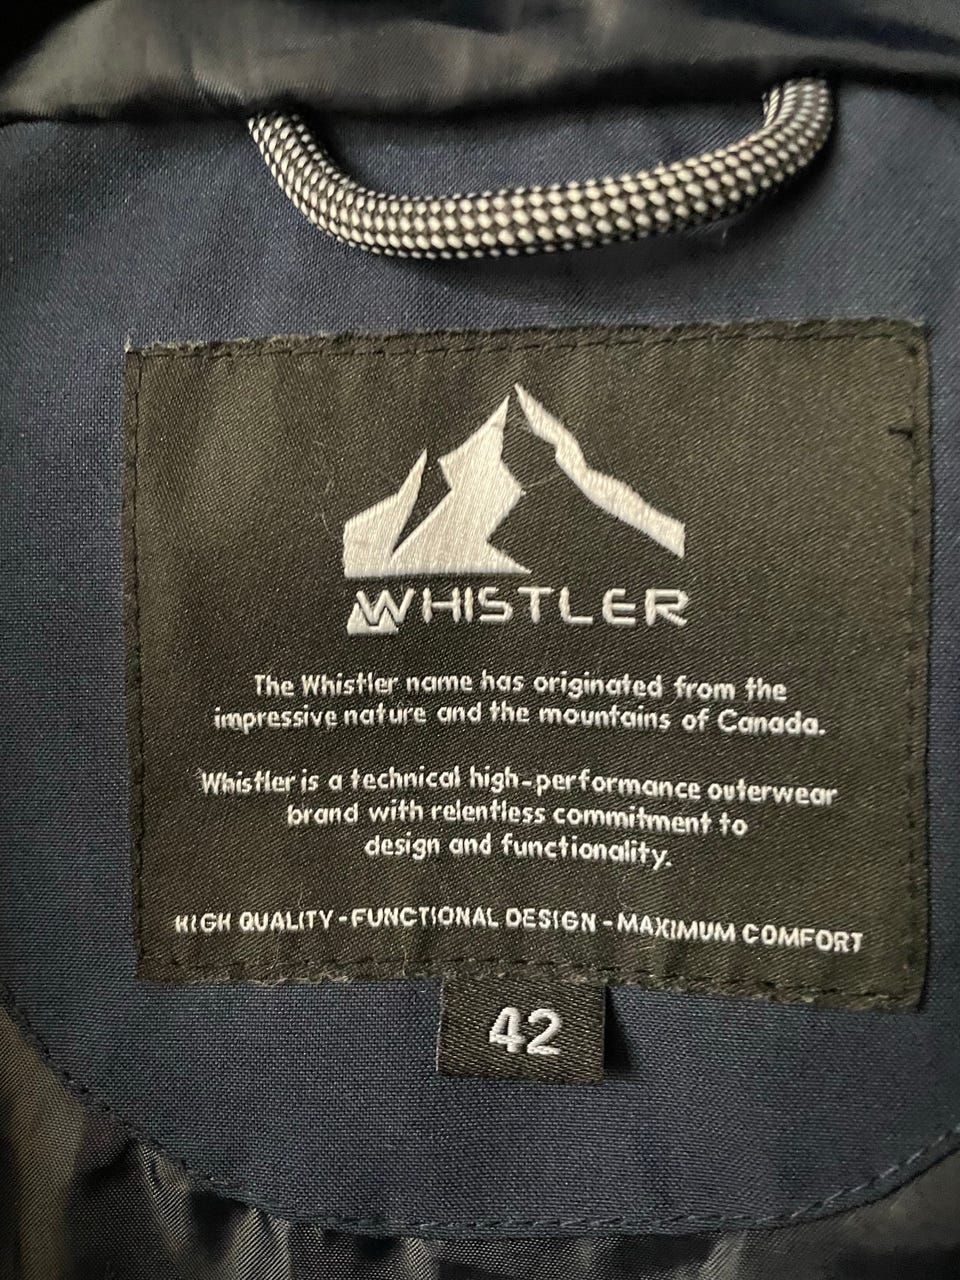 WHISTLER
The Whistler name has originated from the
impressive nature and the mountains of Canada.
Whistler is a technical high-performance outerwear
brand with relentless commitment to
design and functionality.
HIGH QUALITY - FUNCTIONAL DESIGN - MAXIMUM COMFORT
42